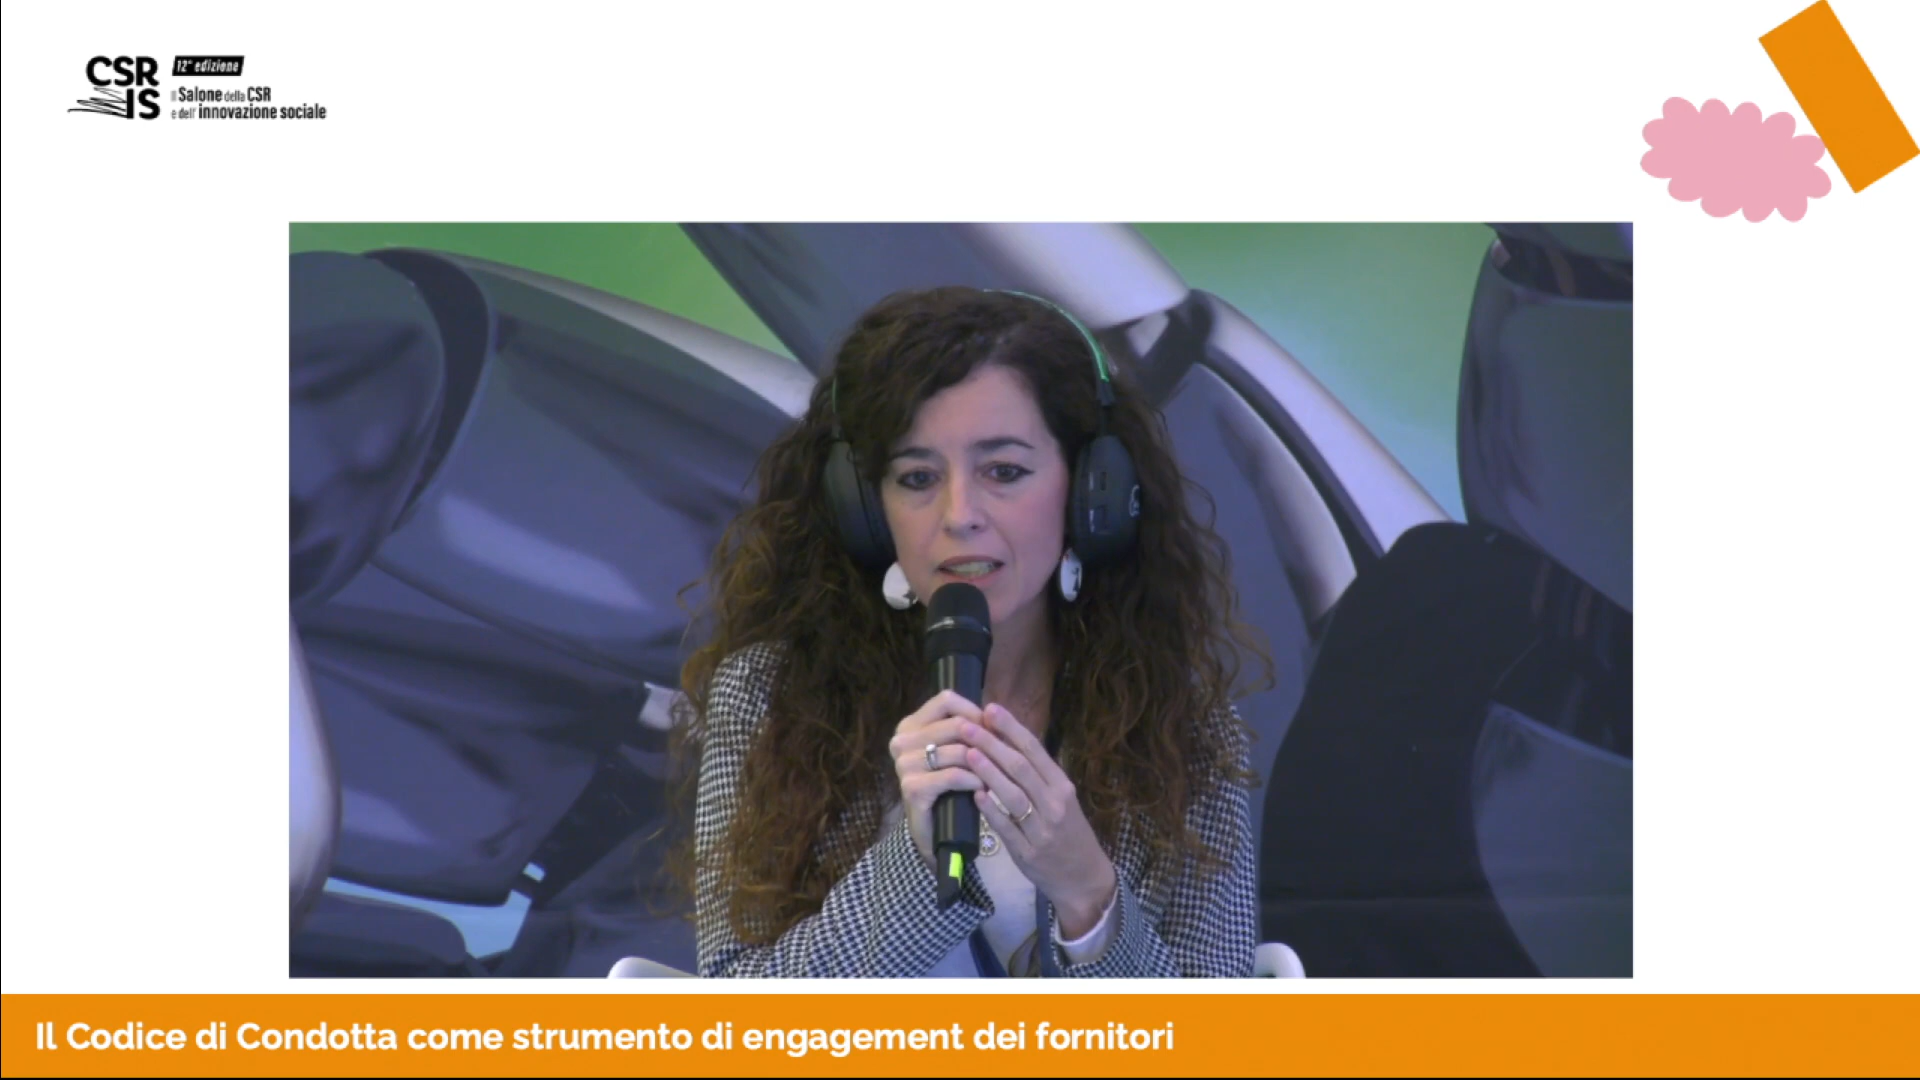 CSR
IS
12ª edizione
Il Salone della CSR
e dell'innovazione sociale
Il Codice di Condotta come strumento di engagement dei fornitori